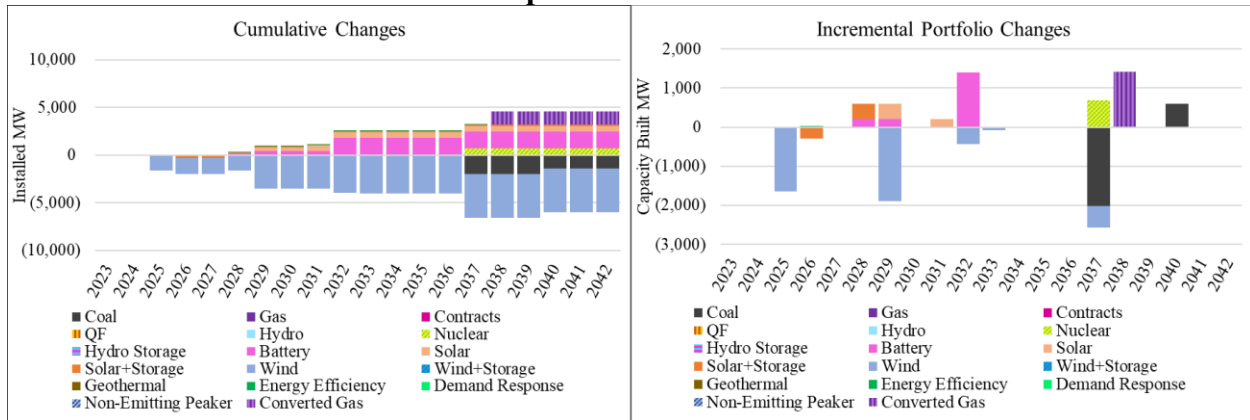 Cumulative Changes
10,000
5,000
0
(5,000)
(10,000)
Installed MW
2023 2024 2025 2026 2027 2028 2029 2030 2031 2032 2033 2034 2035 2036 2037 2038 2039 2040 2041 2042
Coal Gas Contracts
QF Hydro Nuclear
Hydro Storage Battery Solar
Solar+Storage Wind Wind+Storage
Geothermal Energy Efficiency Demand Response
Non-Emitting Peaker Converted Gas
Incremental Portfolio Changes
2,000
1,000
0
(1,000)
(2,000)
(3,000)
Capacity Built MW
2023 2024 2025 2026 2027 2028 2029 2030 2031 2032 2033 2034 2035 2036 2037 2038 2039 2040 2041 2042
Coal Gas Contracts
QF Hydro Nuclear
Hydro Storage Battery Solar
Solar+Storage Wind Wind+Storage
Geothermal Energy Efficiency Demand Response
Non-Emitting Peaker Converted Gas